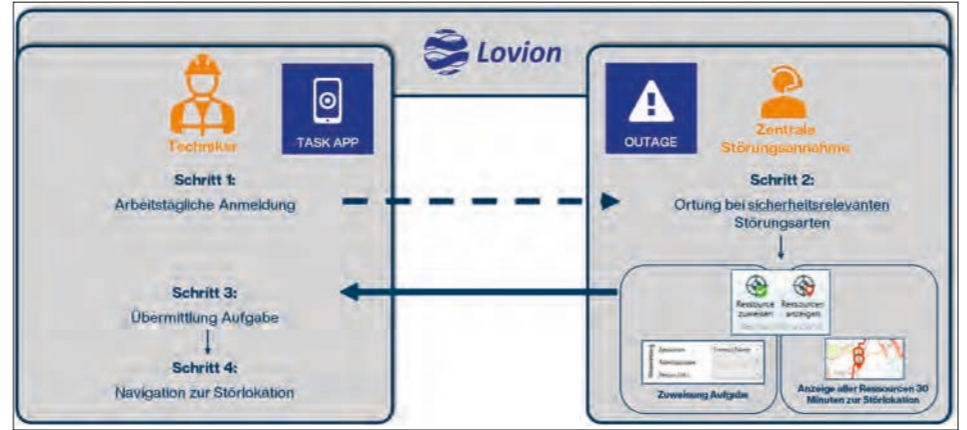 Lovion
Techniker
TASK APP
Schritt 1:
Arbeitstägliche Anmeldung
Schritt 3:
Übermittlung Aufgabe
Schritt 4:
Navigation zur Störlokation
OUTAGE
Zentrale
Störungsannahme
Schritt 2:
Ortung bei sicherheitsrelevanten
Störungsarten
Ressource
zuweisen
Ressourcen
anzeigen
Zuweisung Aufgabe
Anzeige aller Ressourcen 30
Minuten zur Störlokation